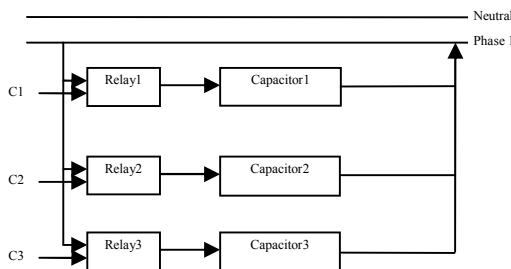 Neutral
Phase 1
C1
Relay1
Capacitor1
C2
Relay2
Capacitor2
C3
Relay3
Capacitor3